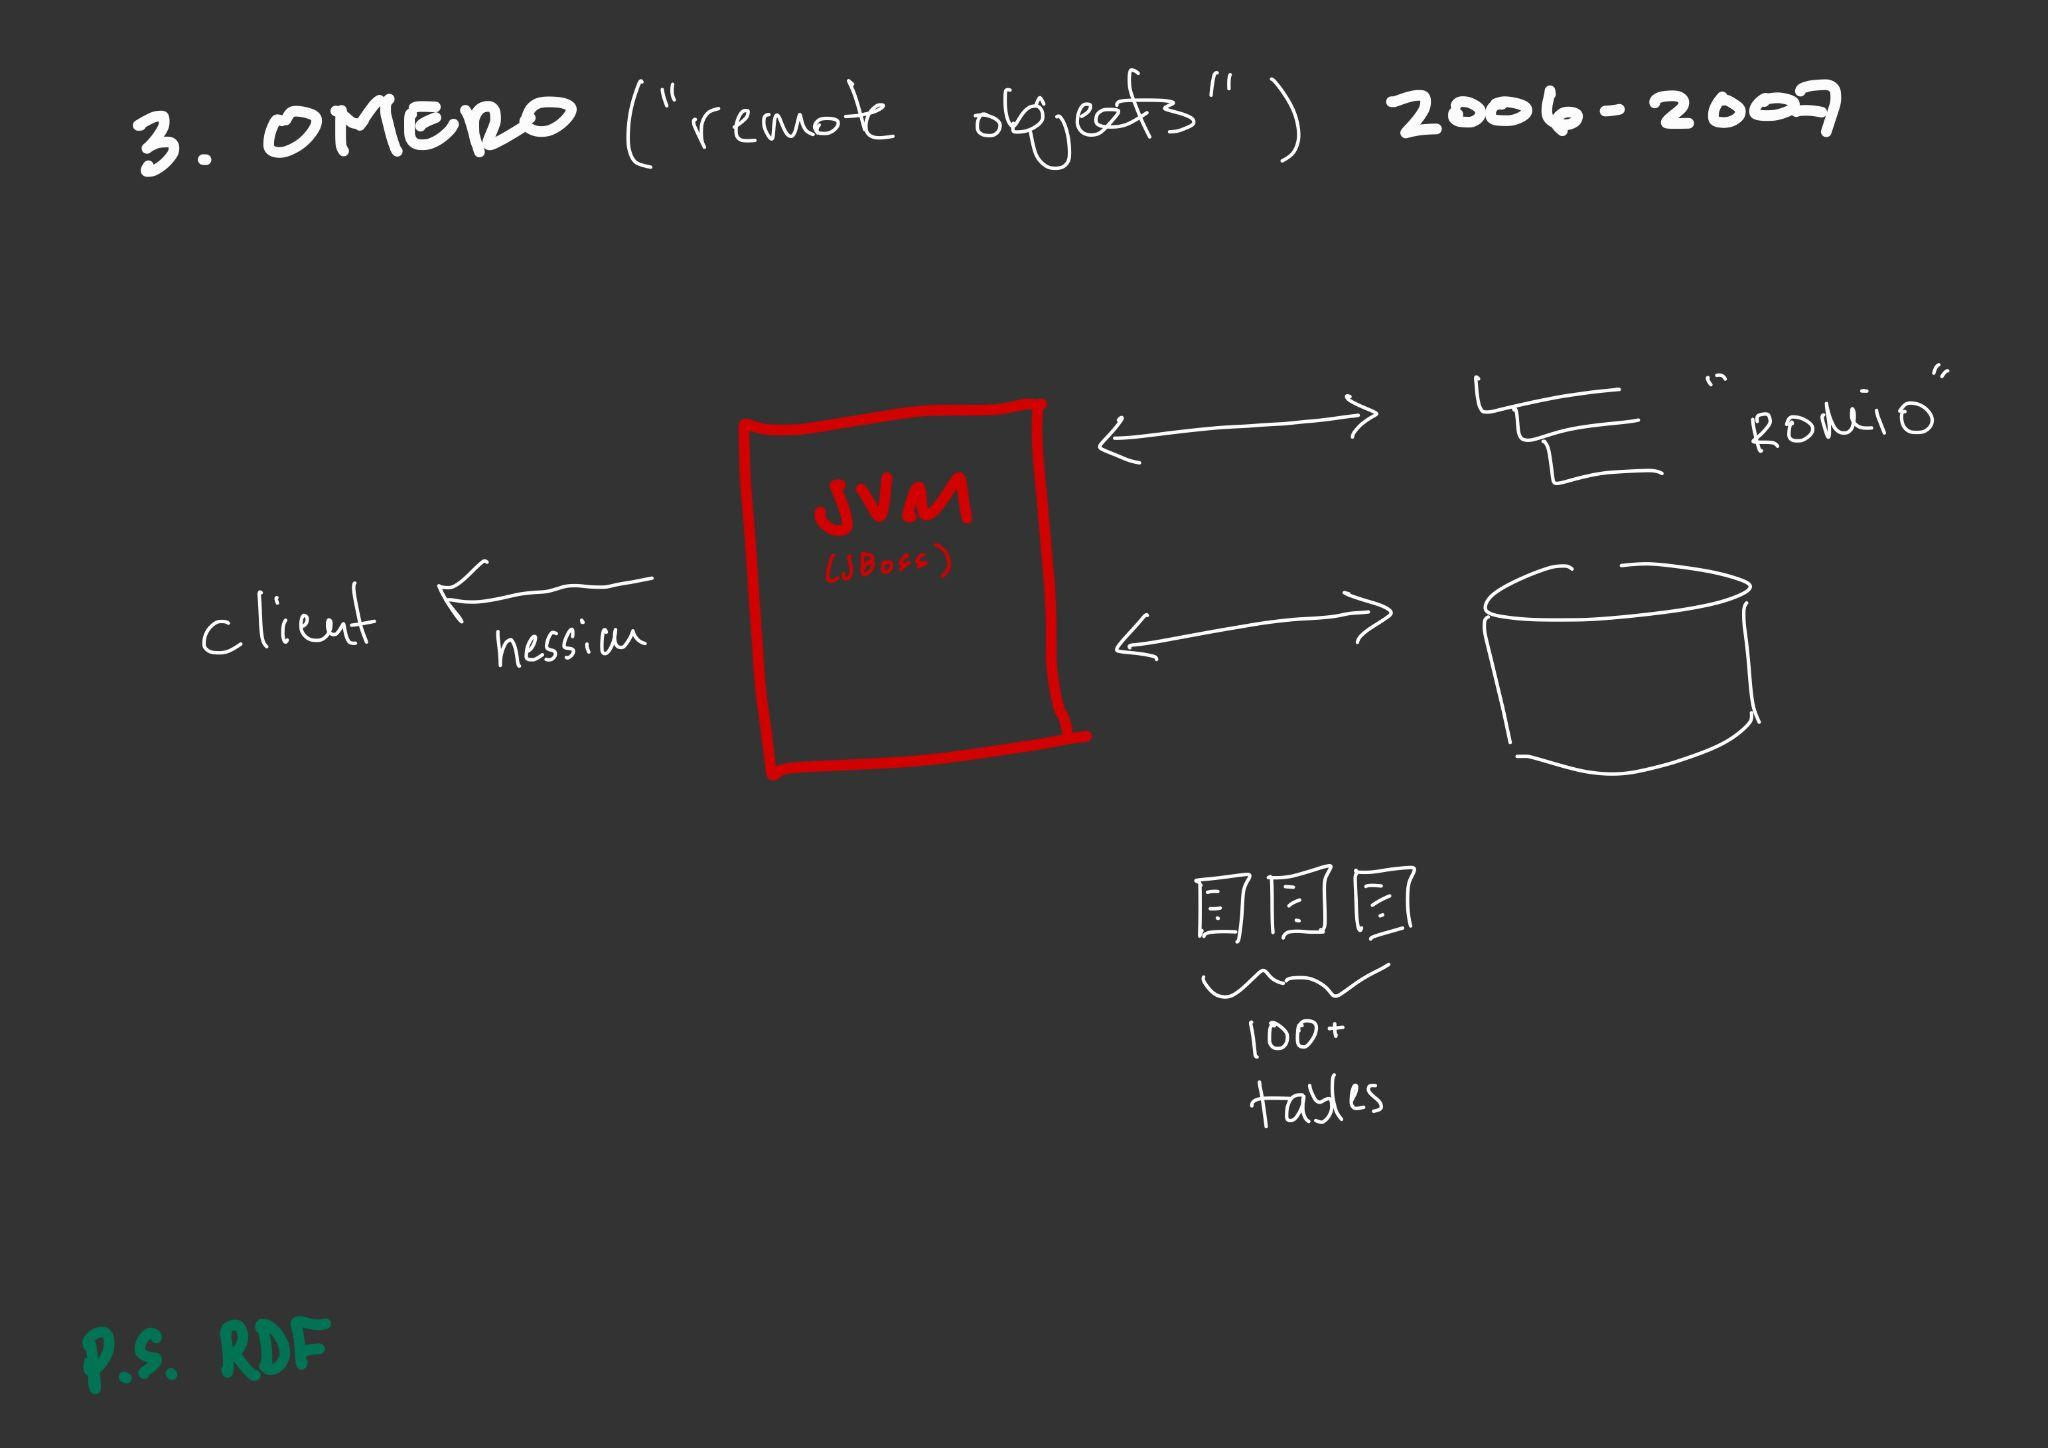 3. OMERO ("remote objects") 2006-2007
"ROMIO"
JVM
(JBoss)
client
hessian
100+
tables
P.S. RDF